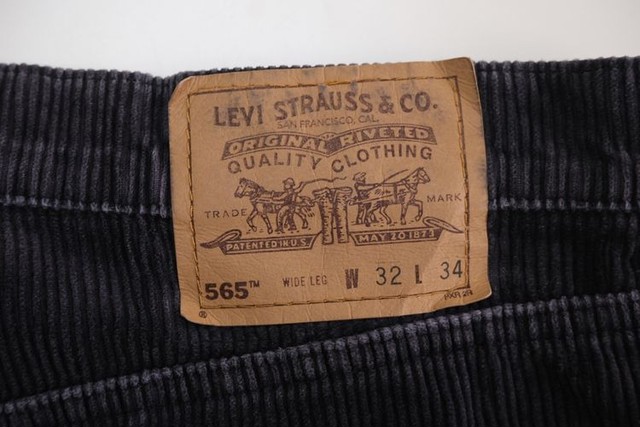 LEVI STRAUSS & CO.
SAN FRANCISCO, CAL.
ORIGINAL RIVETED
QUALITY CLOTHING
TRADE MARK
PATENTED IN U.S. MAY 20 1873
565™ WIDE LEG W 32 L 34
®